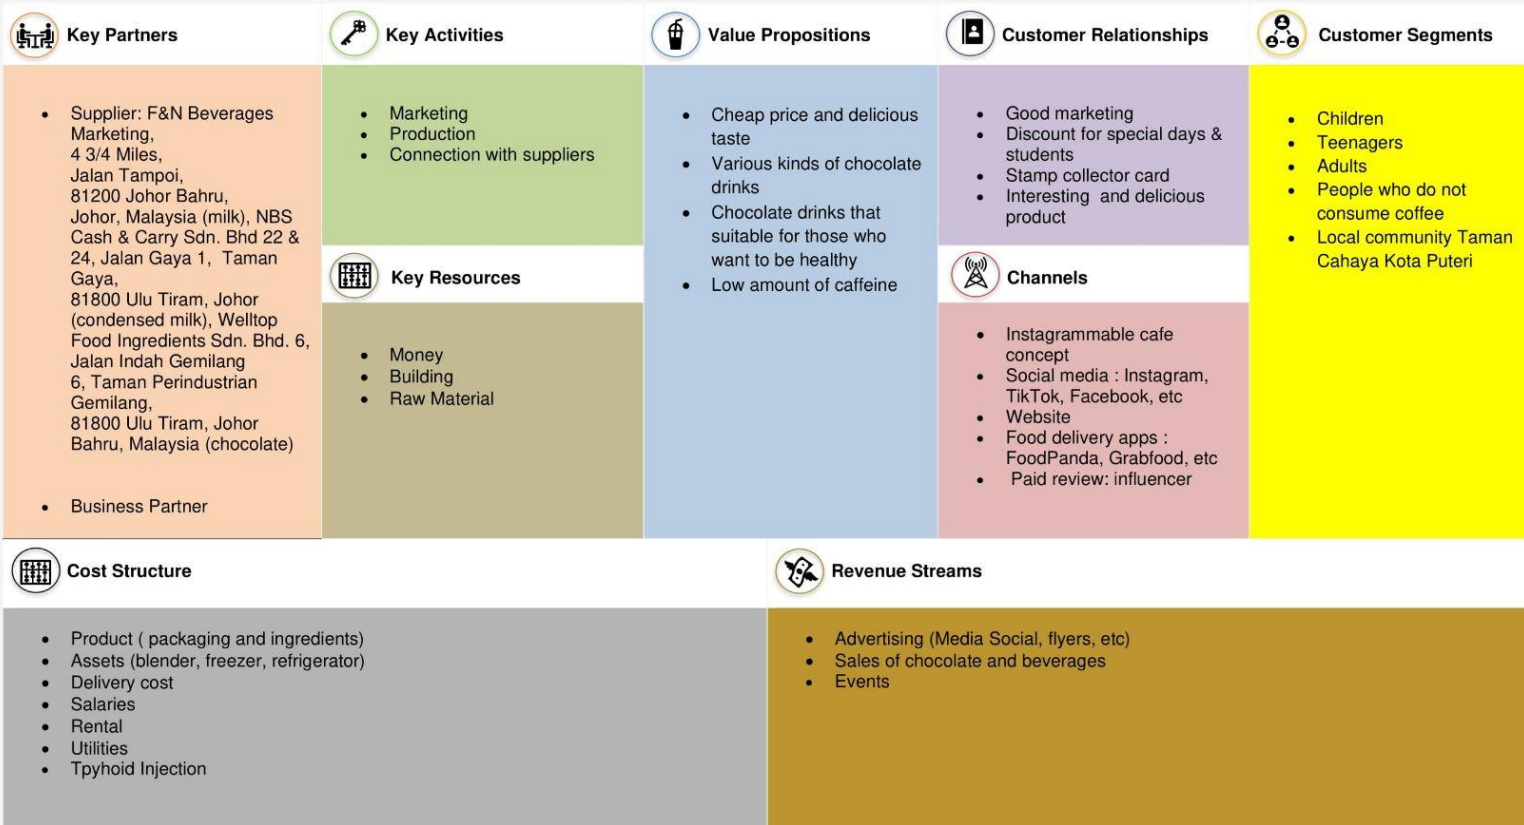 Key Partners
Supplier: F&N Beverages
Marketing,
4 3/4 Miles,
Jalan Tampoi,
81200 Johor Bahru,
Johor, Malaysia (milk), NBS
Cash & Carry Sdn. Bhd 22 &
24, Jalan Gaya 1, Taman
Gaya,
81800 Ulu Tiram, Johor
(condensed milk), Welltop
Food Ingredients Sdn. Bhd. 6,
Jalan Indah Gemilang
6, Taman Perindustrian
Gemilang,
81800 Ulu Tiram, Johor
Bahru, Malaysia (chocolate)
Business Partner
Key Activities
Marketing
Production
Connection with suppliers
Key Resources
Money
Building
Raw Material
Value Propositions
Cheap price and delicious
taste
Various kinds of chocolate
drinks
Chocolate drinks that
suitable for those who
want to be healthy
Low amount of caffeine
Customer Relationships
Good marketing
Discount for special days &
students
Stamp collector card
Interesting and delicious
product
Channels
Instagrammable cafe
concept
Social media : Instagram,
TikTok, Facebook, etc
Website
Food delivery apps :
FoodPanda, Grabfood, etc
Paid review: influencer
Customer Segments
Children
Teenagers
Adults
People who do not
consume coffee
Local community Taman
Cahaya Kota Puteri
Cost Structure
Product ( packaging and ingredients)
Assets (blender, freezer, refrigerator)
Delivery cost
Salaries
Rental
Utilities
Tpyhoid Injection
Revenue Streams
Advertising (Media Social, flyers, etc)
Sales of chocolate and beverages
Events